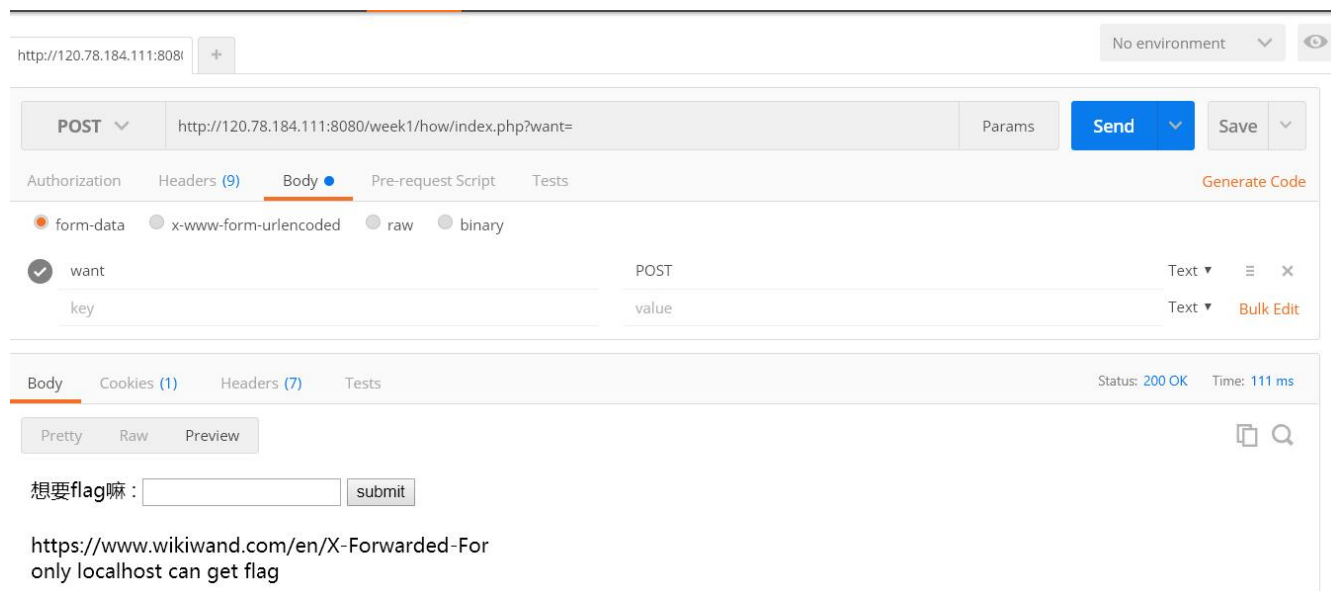 http://120.78.184.111:808
+
No environment
POST http://120.78.184.111:8080/week1/how/index.php?want= Params Send Save
Authorization Headers (9) Body Pre-request Script Tests Generate Code
form-data x-www-form-urlencoded raw binary
want POST Text
key value Text Bulk Edit
Body Cookies (1) Headers (7) Tests Status: 200 OK Time: 111 ms
Pretty Raw Preview
想要flag嘛 : submit
https://www.wikiwand.com/en/X-Forwarded-For
only localhost can get flag